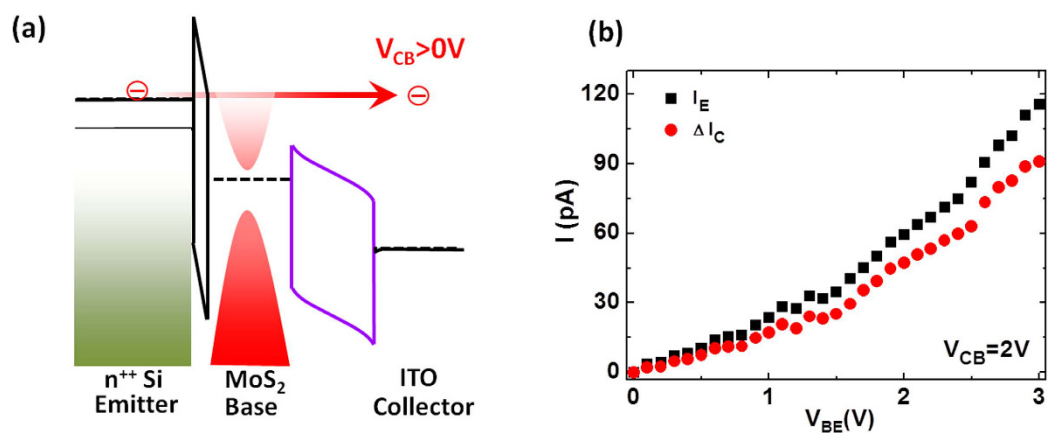 (a)
V_CB>0V
⊖
⊖
n⁺⁺ Si
Emitter
MoS₂
Base
ITO
Collector
(b)
120
90
60
30
0
I (pA)
I_E
Δ I_C
V_CB=2V
0
1
2
3
V_BE(V)